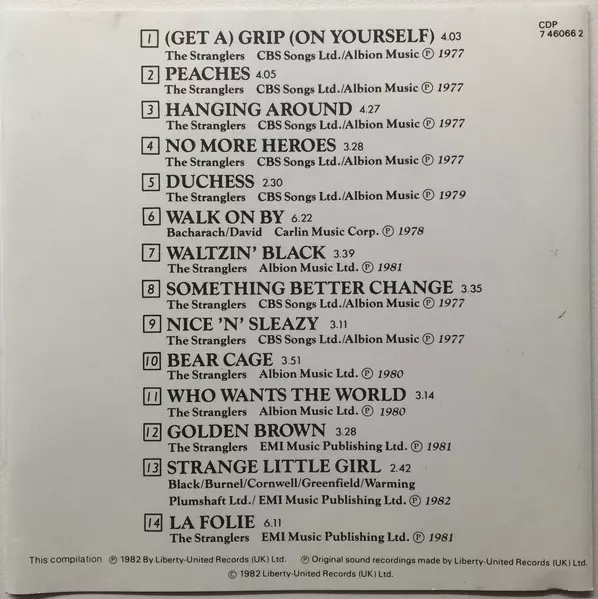 CDP
7 46066 2
1 (GET A) GRIP (ON YOURSELF) 4.03
The Stranglers CBS Songs Ltd./Albion Music ℗ 1977
2 PEACHES 4.05
The Stranglers CBS Songs Ltd./Albion Music ℗ 1977
3 HANGING AROUND 4.27
The Stranglers CBS Songs Ltd./Albion Music ℗ 1977
4 NO MORE HEROES 3.28
The Stranglers CBS Songs Ltd./Albion Music ℗ 1977
5 DUCHESS 2.30
The Stranglers CBS Songs Ltd./Albion Music ℗ 1979
6 WALK ON BY 6.22
Bacharach/David Carlin Music Corp. ℗ 1978
7 WALTZIN' BLACK 3.39
The Stranglers Albion Music Ltd. ℗ 1981
8 SOMETHING BETTER CHANGE 3.35
The Stranglers CBS Songs Ltd./Albion Music ℗ 1977
9 NICE 'N' SLEAZY 3.11
The Stranglers CBS Songs Ltd./Albion Music ℗ 1977
10 BEAR CAGE 3.51
The Stranglers Albion Music Ltd. ℗ 1980
11 WHO WANTS THE WORLD 3.14
The Stranglers Albion Music Ltd. ℗ 1980
12 GOLDEN BROWN 3.28
The Stranglers EMI Music Publishing Ltd. ℗ 1981
13 STRANGE LITTLE GIRL 2.42
Black/Burnel/Cornwell/Greenfield/Warming
Plumshaft Ltd./ EMI Music Publishing Ltd. ℗ 1982
14 LA FOLIE 6.11
The Stranglers EMI Music Publishing Ltd. ℗ 1981
This compilation ℗ 1982 By Liberty-United Records (UK) Ltd. ℗ Original sound recordings made by Liberty-United Records (UK) Ltd.
© 1982 Liberty-United Records (UK) Ltd.